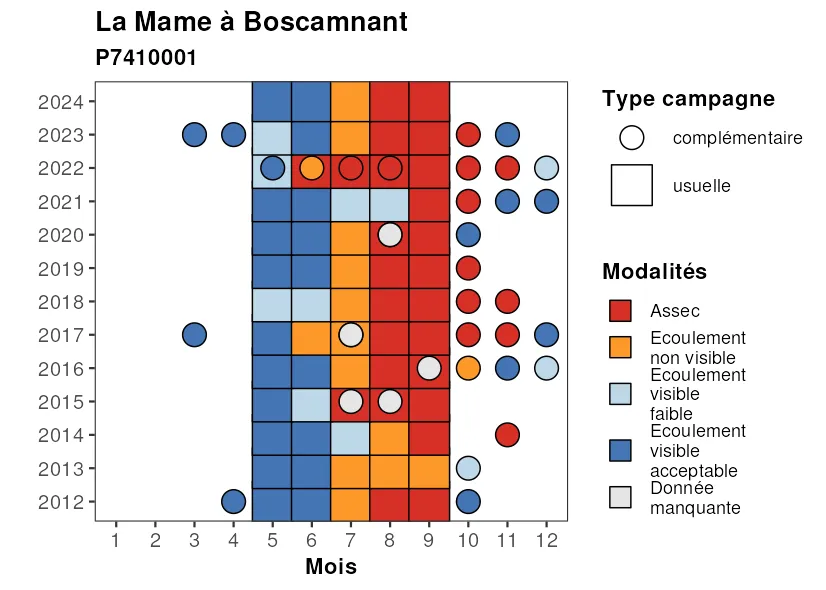 La Mame à Boscamnant
P7410001
2024
2023
2022
2021
2020
2019
2018
2017
2016
2015
2014
2013
2012
1 2 3 4 5 6 7 8 9 10 11 12
Mois
Type campagne
complémentaire
usuelle
Modalités
Assec
Ecoulement
non visible
Ecoulement
visible
faible
Ecoulement
visible
acceptable
Donnée
manquante